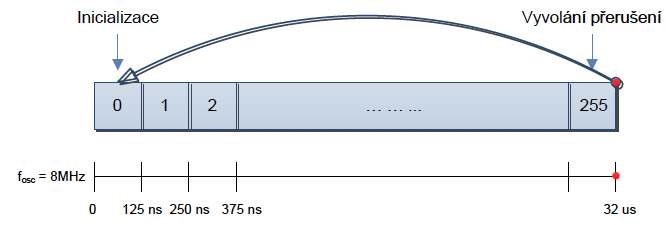 Inicializace
Vyvolání přerušení
0 1 2 ... ... ... 255
fosc = 8MHz
0 125 ns 250 ns 375 ns 32 us